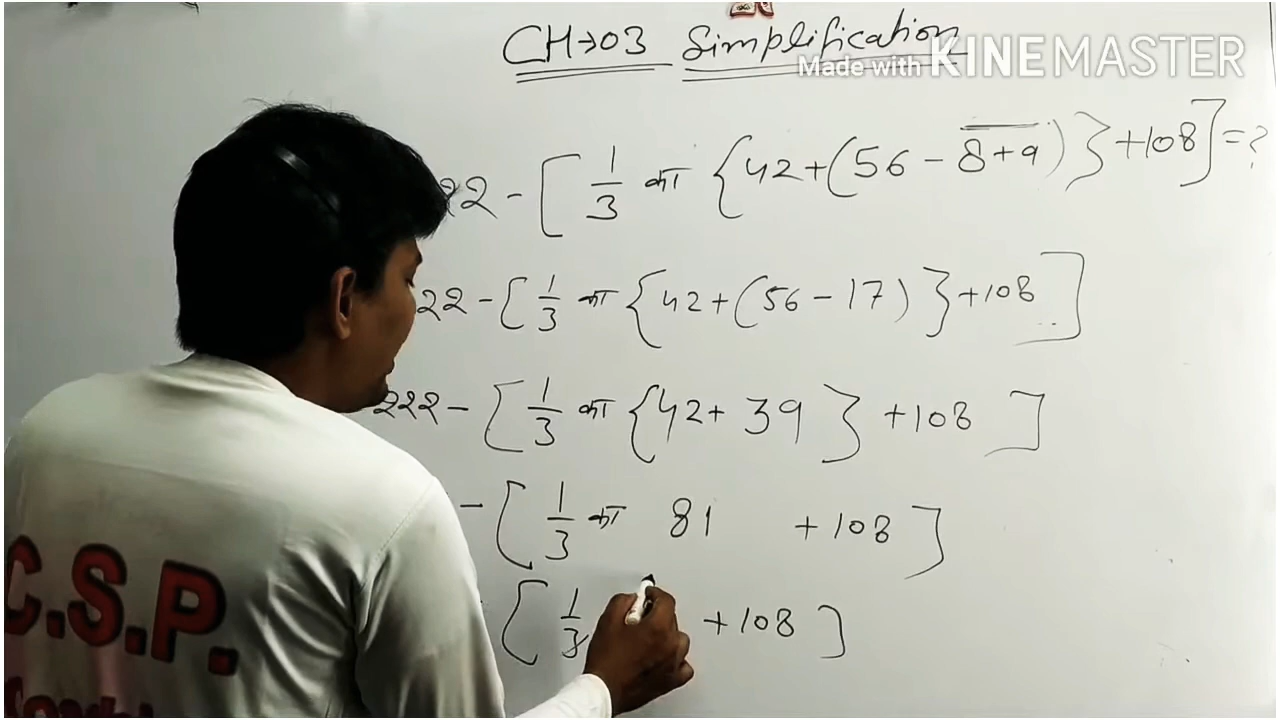 CH→03 Simplification
Made with KINEMASTER
22 - [ 1/3 का { 42 + ( 56 - 8+9 ) } + 108 ] = ?
22 - [ 1/3 का { 42 + ( 56 - 17 ) } + 108 ]
222 - [ 1/3 का { 42 + 39 } + 108 ]
- [ 1/3 का 81 + 108 ]
[ 1/3 + 108 ]
C.S.P.